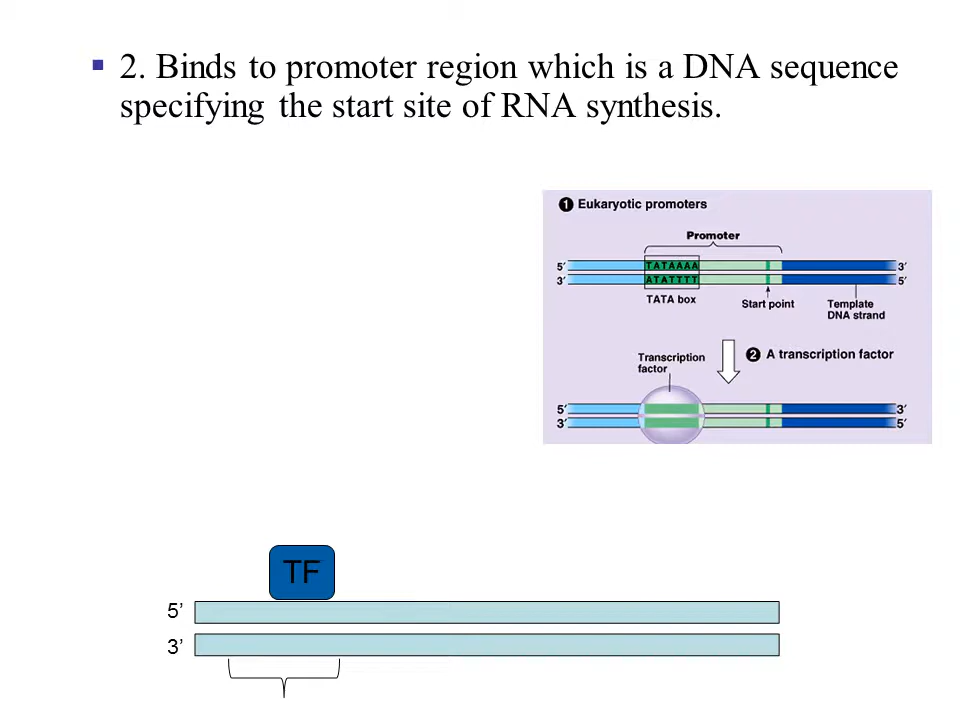 2. Binds to promoter region which is a DNA sequence
specifying the start site of RNA synthesis.
1 Eukaryotic promoters
Promoter
5′ TATAAAA 3′
3′ ATATTTT 5′
TATA box
Start point
Template
DNA strand
Transcription
factor
2 A transcription factor
5′ 3′
3′ 5′
TF
5’
3’